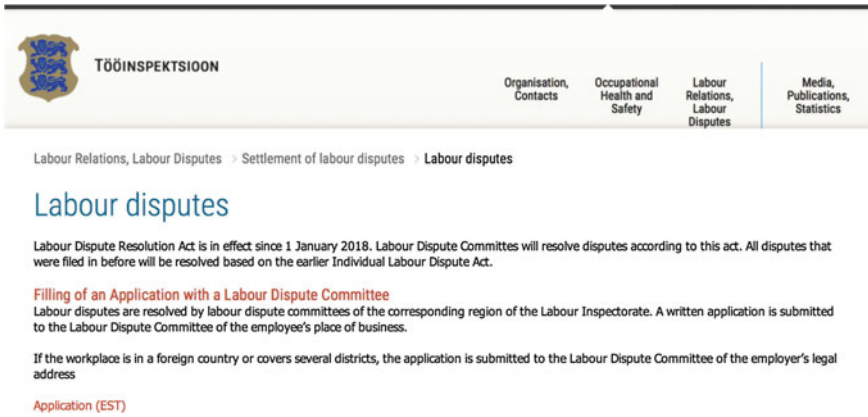 TÖÖINSPEKTSIOON
Organisation,
Contacts
Occupational
Health and
Safety
Labour
Relations,
Labour
Disputes
Media,
Publications,
Statistics
Labour Relations, Labour Disputes > Settlement of labour disputes > Labour disputes
Labour disputes
Labour Dispute Resolution Act is in effect since 1 January 2018. Labour Dispute Committes will resolve disputes according to this act. All disputes that
were filed in before will be resolved based on the earlier Individual Labour Dispute Act.
Filling of an Application with a Labour Dispute Committee
Labour disputes are resolved by labour dispute committees of the corresponding region of the Labour Inspectorate. A written application is submitted
to the Labour Dispute Committee of the employee's place of business.
If the workplace is in a foreign country or covers several districts, the application is submitted to the Labour Dispute Committee of the employer's legal
address
Application (EST)